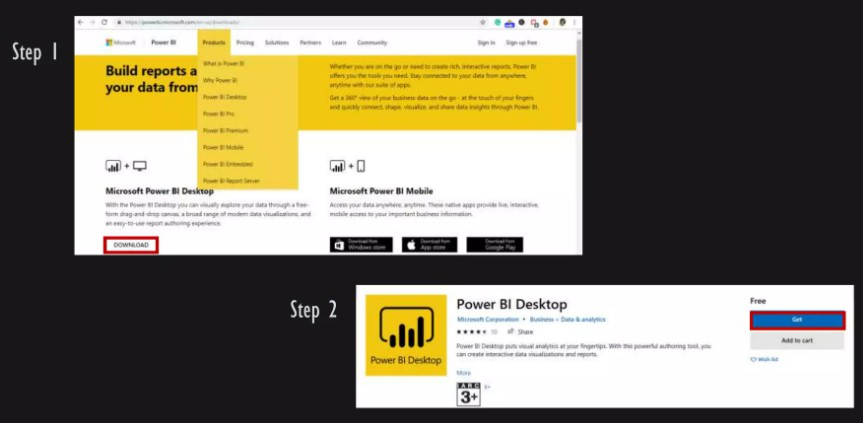 Step 1
https://powerbi.microsoft.com/en-us/downloads/
Microsoft Power BI Products Pricing Solutions Partners Learn Community Sign in Sign up free
What is Power BI
Why Power BI
Power BI Desktop
Power BI Pro
Power BI Premium
Power BI Mobile
Power BI Embedded
Power BI Report Server
Build reports a
your data from
Whether you are on the go or need to create rich, interactive reports, Power BI
offers you the tools you need. Stay connected to your data from anywhere,
anytime with our suite of apps.
Get a 360° view of your business data on the go - at the touch of your fingers
and quickly connect, shape, visualize, and share data insights through Power BI.
Microsoft Power BI Desktop
With the Power BI Desktop you can visually explore your data through a free-
form drag-and-drop canvas, a broad range of modern data visualizations, and
an easy-to-use report authoring experience.
DOWNLOAD
Microsoft Power BI Mobile
Access your data anywhere, anytime. These native apps provide live, interactive,
mobile access to your important business information.
Download from
Windows store
Download from
App store
Download from
Google Play
Step 2
Power BI Desktop
Power BI Desktop
Microsoft Corporation • Business > Data & analytics
10 Share
Power BI Desktop puts visual analytics at your fingertips. With this powerful authoring tool, you
can create interactive data visualizations and reports.
More
IARC
3+
3+
Free
Get
Add to cart
Wish list